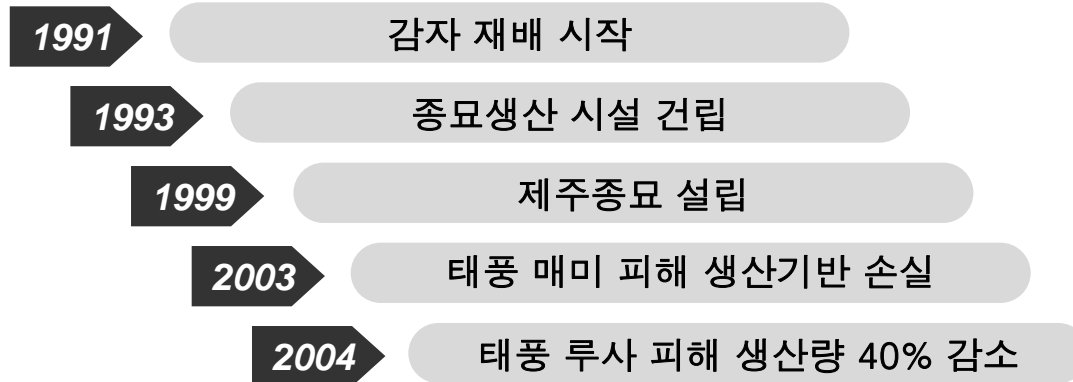 1991 감자 재배 시작
1993 종묘생산 시설 건립
1999 제주종묘 설립
2003 태풍 매미 피해 생산기반 손실
2004 태풍 루사 피해 생산량 40% 감소